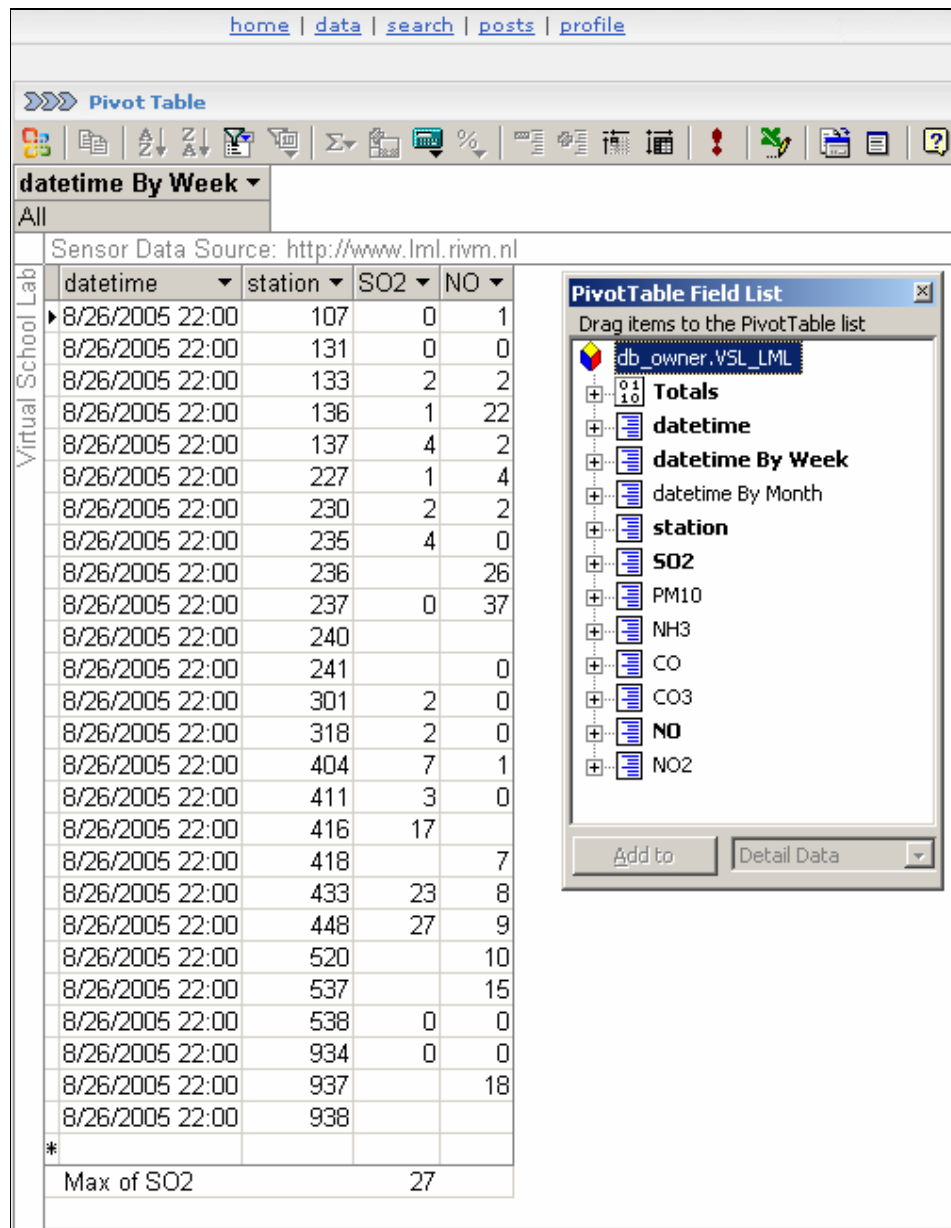 home | data | search | posts | profile
Pivot Table
datetime By Week
All
Sensor Data Source: http://www.lml.rivm.nl
Virtual School Lab
datetime station SO2 NO
8/26/2005 22:00 107 0 1
8/26/2005 22:00 131 0 0
8/26/2005 22:00 133 2 2
8/26/2005 22:00 136 1 22
8/26/2005 22:00 137 4 2
8/26/2005 22:00 227 1 4
8/26/2005 22:00 230 2 2
8/26/2005 22:00 235 4 0
8/26/2005 22:00 236 26
8/26/2005 22:00 237 0 37
8/26/2005 22:00 240
8/26/2005 22:00 241 0
8/26/2005 22:00 301 2 0
8/26/2005 22:00 318 2 0
8/26/2005 22:00 404 7 1
8/26/2005 22:00 411 3 0
8/26/2005 22:00 416 17
8/26/2005 22:00 418 7
8/26/2005 22:00 433 23 8
8/26/2005 22:00 448 27 9
8/26/2005 22:00 520 10
8/26/2005 22:00 537 15
8/26/2005 22:00 538 0 0
8/26/2005 22:00 934 0 0
8/26/2005 22:00 937 18
8/26/2005 22:00 938
*
Max of SO2 27
PivotTable Field List
Drag items to the PivotTable list
db_owner.VSL_LML
Totals
datetime
datetime By Week
datetime By Month
station
SO2
PM10
NH3
CO
CO3
NO
NO2
Add to Detail Data